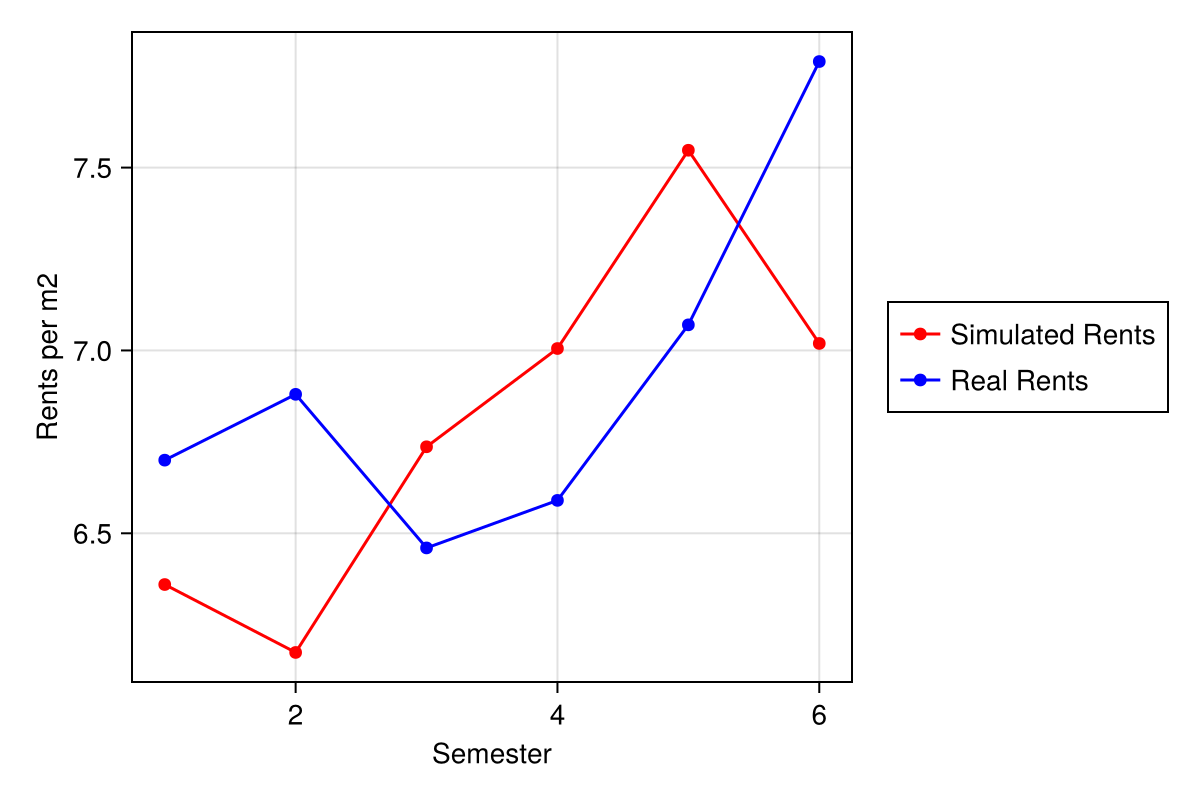 7.5
7.0
6.5
Rents per m2
2 4 6
Semester
Simulated Rents
Real Rents